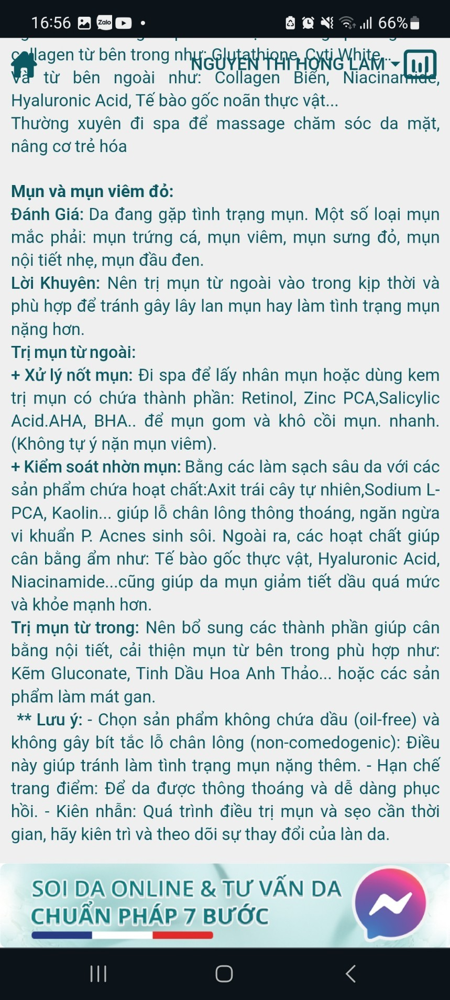 16:56 Zalo 66%
collagen từ bên trong như: Glutathione, Cyti White...
NGUYEN THI HONG LAM
và từ bên ngoài như: Collagen Biển, Niacinamide,
Hyaluronic Acid, Tế bào gốc noãn thực vật...
Thường xuyên đi spa để massage chăm sóc da mặt,
nâng cơ trẻ hóa
Mụn và mụn viêm đỏ:
Đánh Giá: Da đang gặp tình trạng mụn. Một số loại mụn
mắc phải: mụn trứng cá, mụn viêm, mụn sưng đỏ, mụn
nội tiết nhẹ, mụn đầu đen.
Lời Khuyên: Nên trị mụn từ ngoài vào trong kịp thời và
phù hợp để tránh gây lây lan mụn hay làm tình trạng mụn
nặng hơn.
Trị mụn từ ngoài:
+ Xử lý nốt mụn: Đi spa để lấy nhân mụn hoặc dùng kem
trị mụn có chứa thành phần: Retinol, Zinc PCA,Salicylic
Acid.AHA, BHA.. để mụn gom và khô cồi mụn. nhanh.
(Không tự ý nặn mụn viêm).
+ Kiểm soát nhờn mụn: Bằng các làm sạch sâu da với các
sản phẩm chứa hoạt chất:Axit trái cây tự nhiên,Sodium L-
PCA, Kaolin... giúp lỗ chân lông thông thoáng, ngăn ngừa
vi khuẩn P. Acnes sinh sôi. Ngoài ra, các hoạt chất giúp
cân bằng ẩm như: Tế bào gốc thực vật, Hyaluronic Acid,
Niacinamide...cũng giúp da mụn giảm tiết dầu quá mức
và khỏe mạnh hơn.
Trị mụn từ trong: Nên bổ sung các thành phần giúp cân
bằng nội tiết, cải thiện mụn từ bên trong phù hợp như:
Kẽm Gluconate, Tinh Dầu Hoa Anh Thảo... hoặc các sản
phẩm làm mát gan.
** Lưu ý: - Chọn sản phẩm không chứa dầu (oil-free) và
không gây bít tắc lỗ chân lông (non-comedogenic): Điều
này giúp tránh làm tình trạng mụn nặng thêm. - Hạn chế
trang điểm: Để da được thông thoáng và dễ dàng phục
hồi. - Kiên nhẫn: Quá trình điều trị mụn và sẹo cần thời
gian, hãy kiên trì và theo dõi sự thay đổi của làn da.
SOI DA ONLINE & TƯ VẤN DA
CHUẨN PHÁP 7 BƯỚC